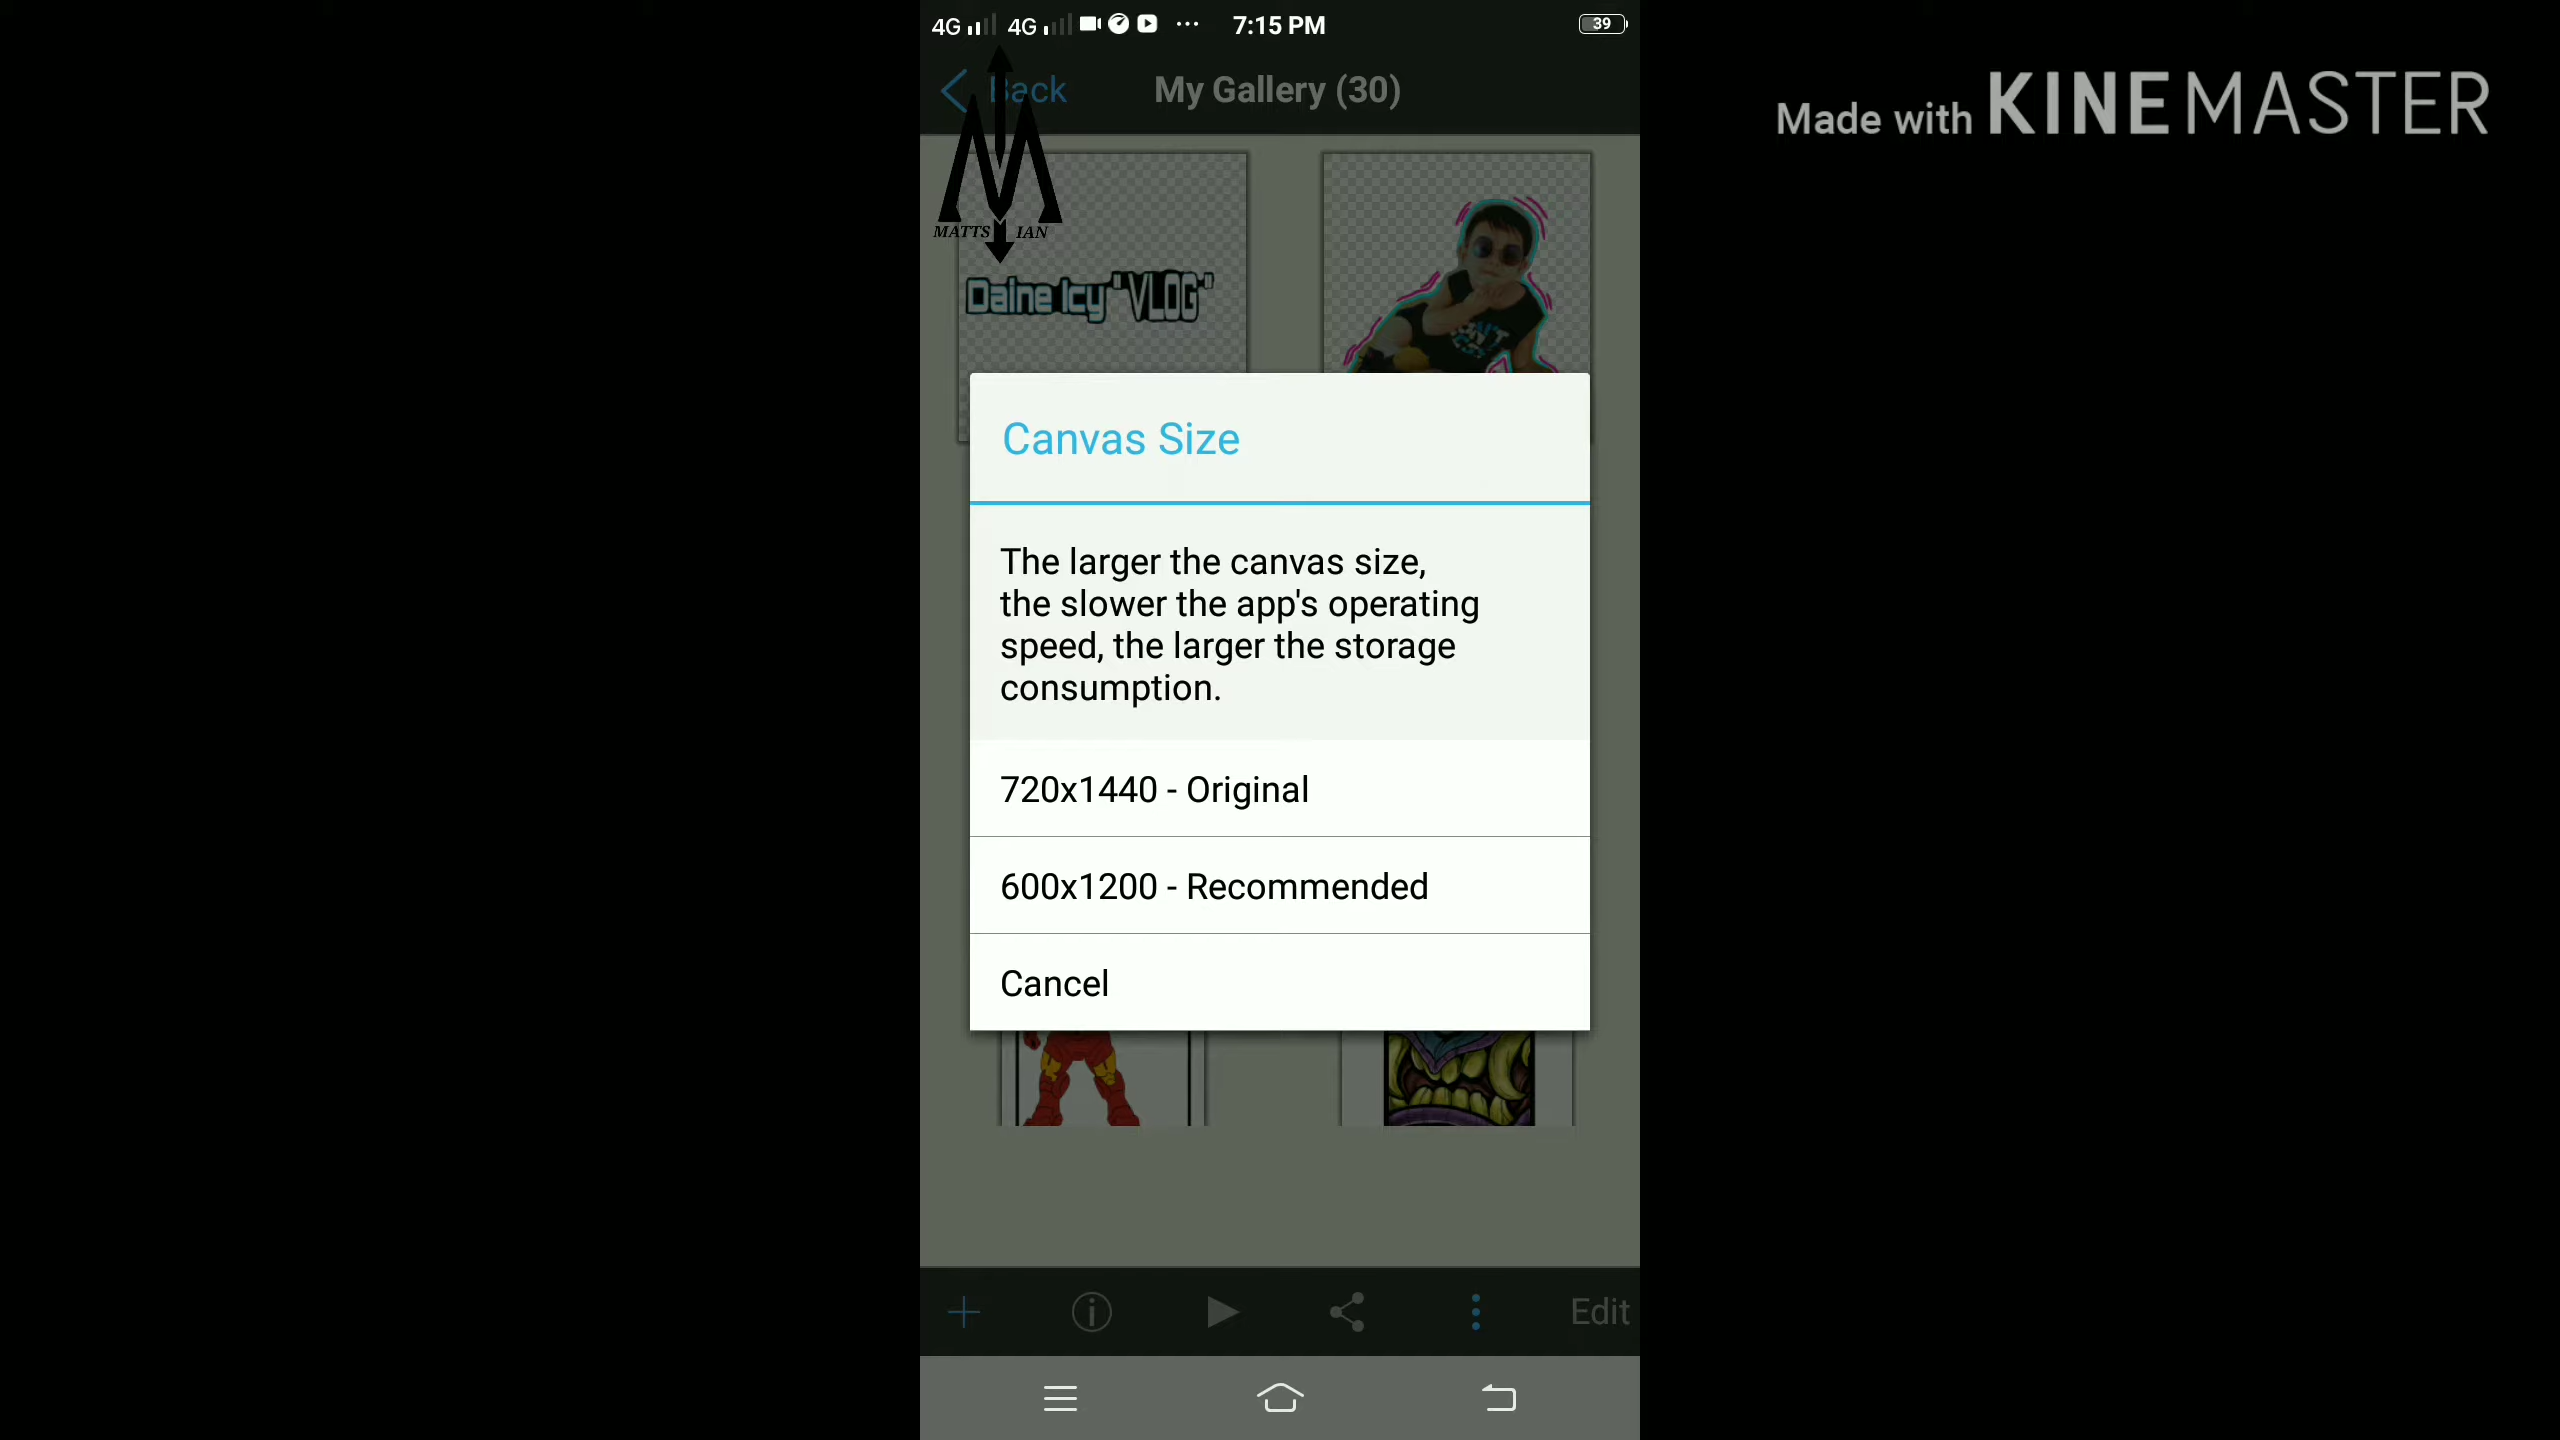 4G 4G 7:15 PM 39
Back My Gallery (30)
Made with KINEMASTER
MATTS IAN
Daine Icy "VLOG"
Canvas Size
The larger the canvas size,
the slower the app's operating
speed, the larger the storage
consumption.
720x1440 - Original
600x1200 - Recommended
Cancel
Edit